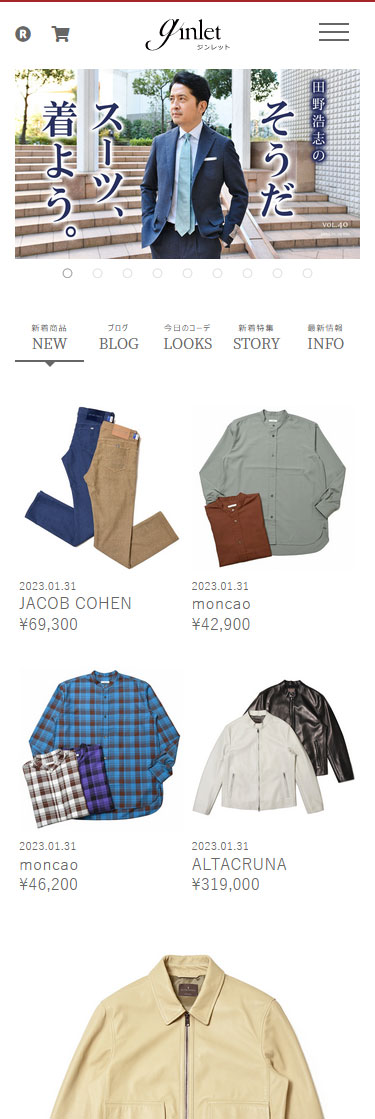 R
ginlet
ジンレット
田野浩志の
そうだ
スーツ、
着よう。
VOL.40
新着商品
NEW
ブログ
BLOG
今日のコーデ
LOOKS
新着特集
STORY
最新情報
INFO
2023.01.31
JACOB COHEN
¥69,300
2023.01.31
moncao
¥42,900
2023.01.31
moncao
¥46,200
2023.01.31
ALTACRUNA
¥319,000